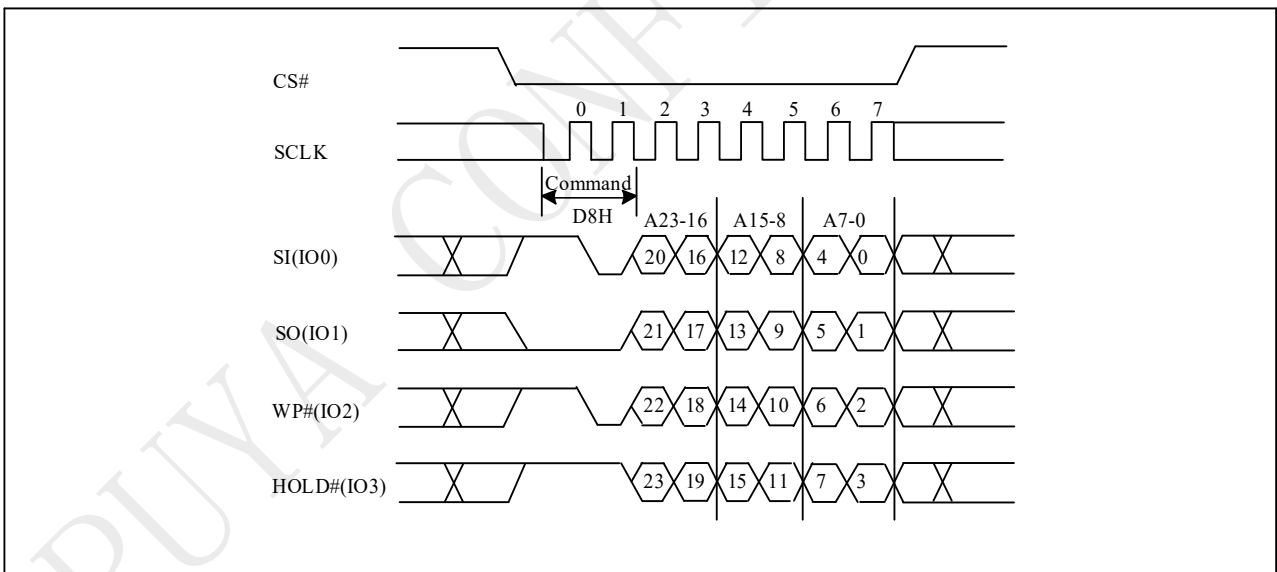 PUYA CONF
CS#
0 1 2 3 4 5 6 7
SCLK
Command
D8H
A23-16 A15-8 A7-0
SI(IO0) 20 16 12 8 4 0
SO(IO1) 21 17 13 9 5 1
WP#(IO2) 22 18 14 10 6 2
HOLD#(IO3) 23 19 15 11 7 3